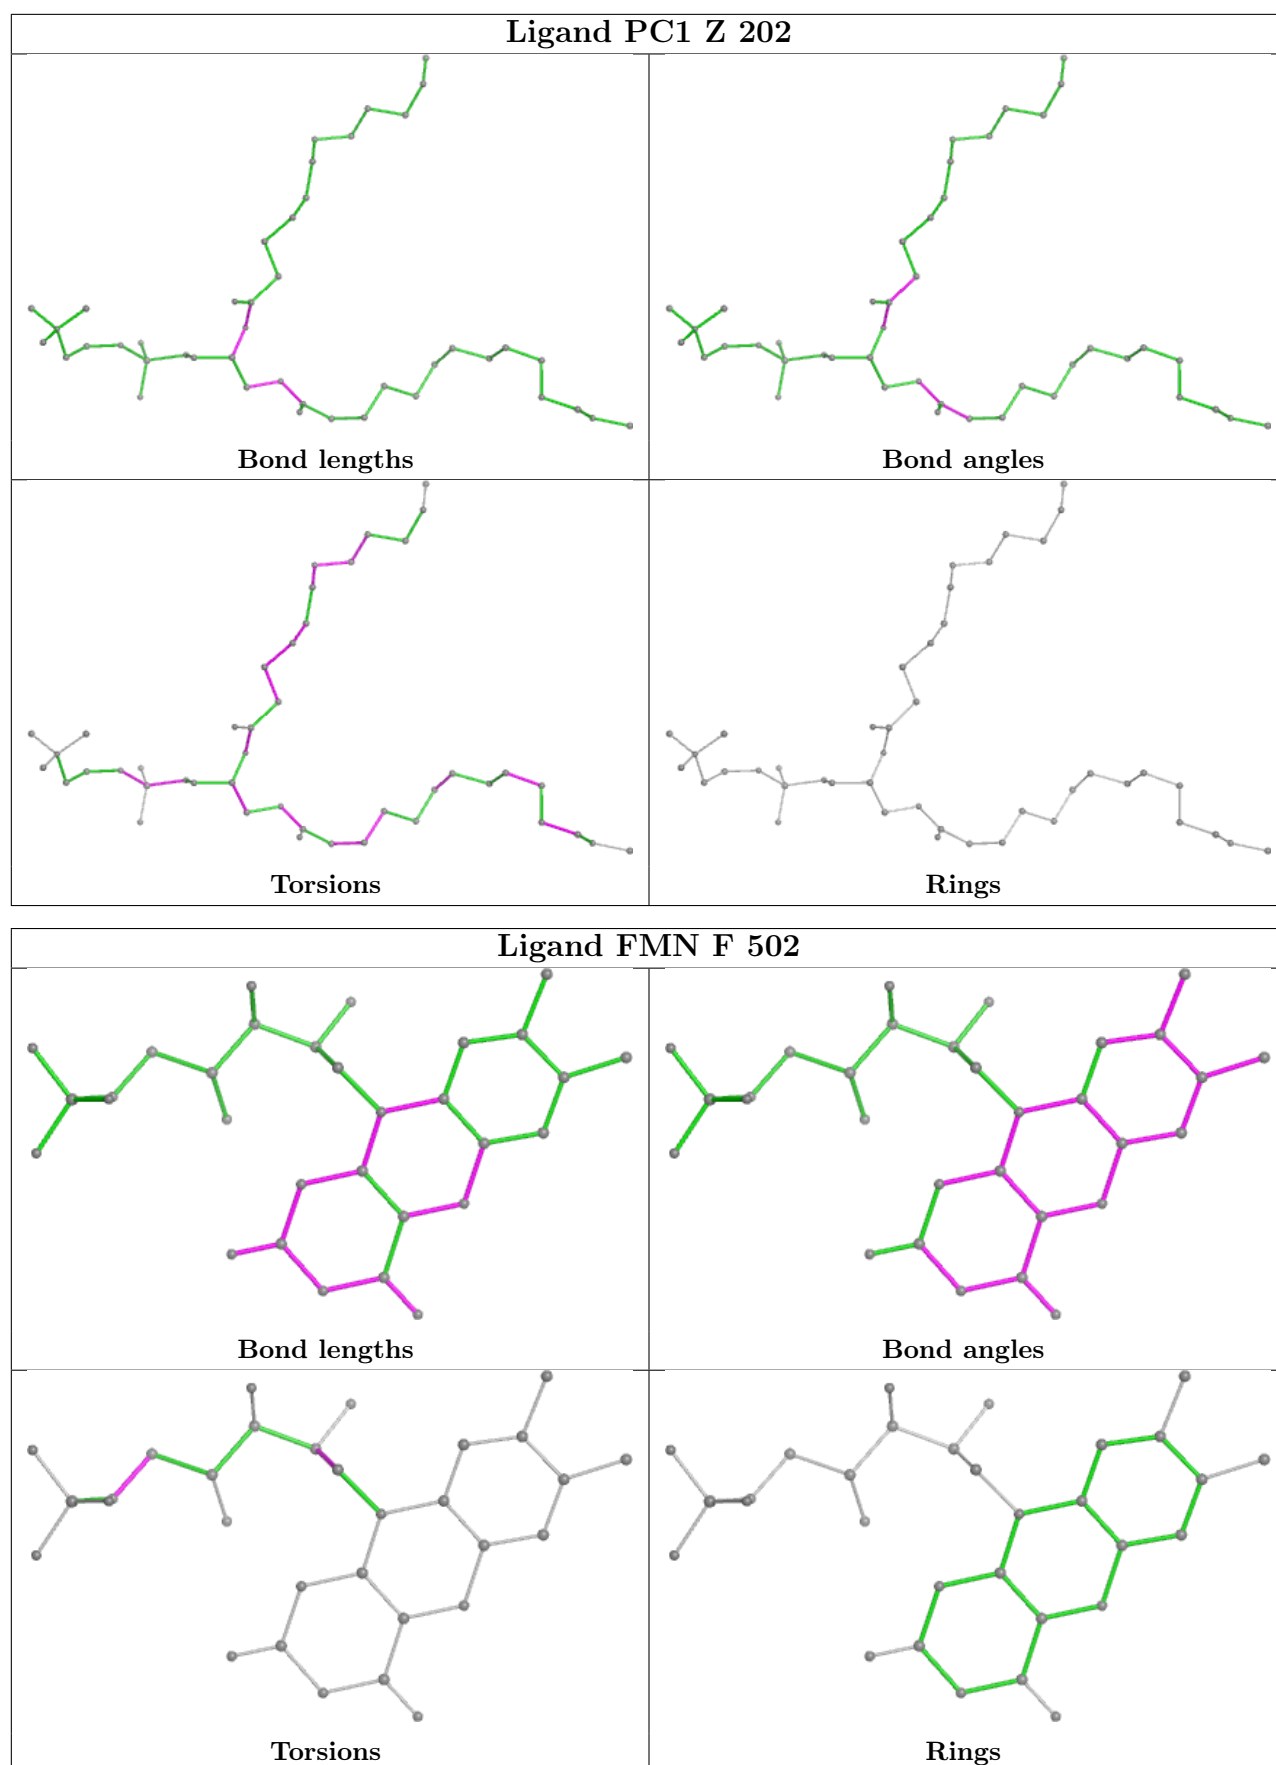 Ligand PC1 Z 202
Bond lengths
Bond angles
Torsions
Rings
Ligand FMN F 502
Bond lengths
Bond angles
Torsions
Rings